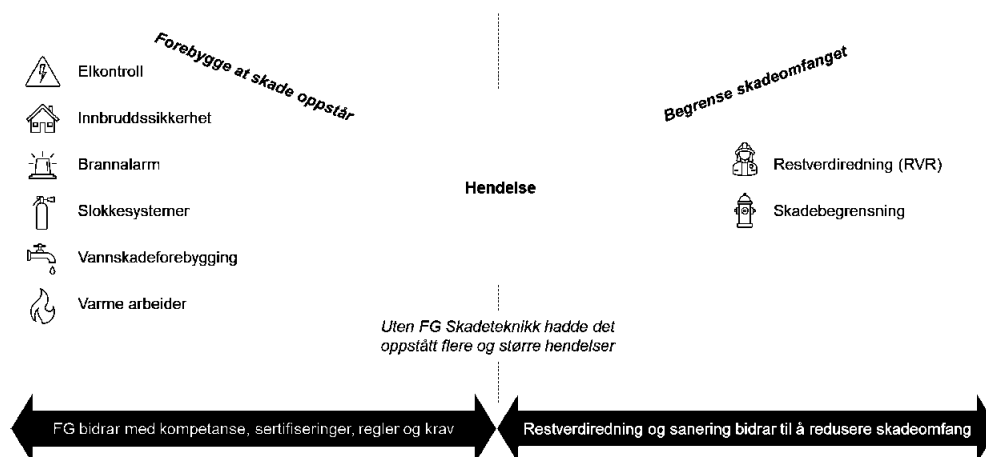 Forebygge at skade oppstår
Elkontroll
Innbruddssikkerhet
Brannalarm
Slokkesystemer
Vannskadeforebygging
Varme arbeider
Hendelse
Begrense skadeomfanget
Restverdiredning (RVR)
Skadebegrensning
Uten FG Skadeteknikk hadde det
oppstått flere og større hendelser
FG bidrar med kompetanse, sertifiseringer, regler og krav
Restverdiredning og sanering bidrar til å redusere skadeomfang